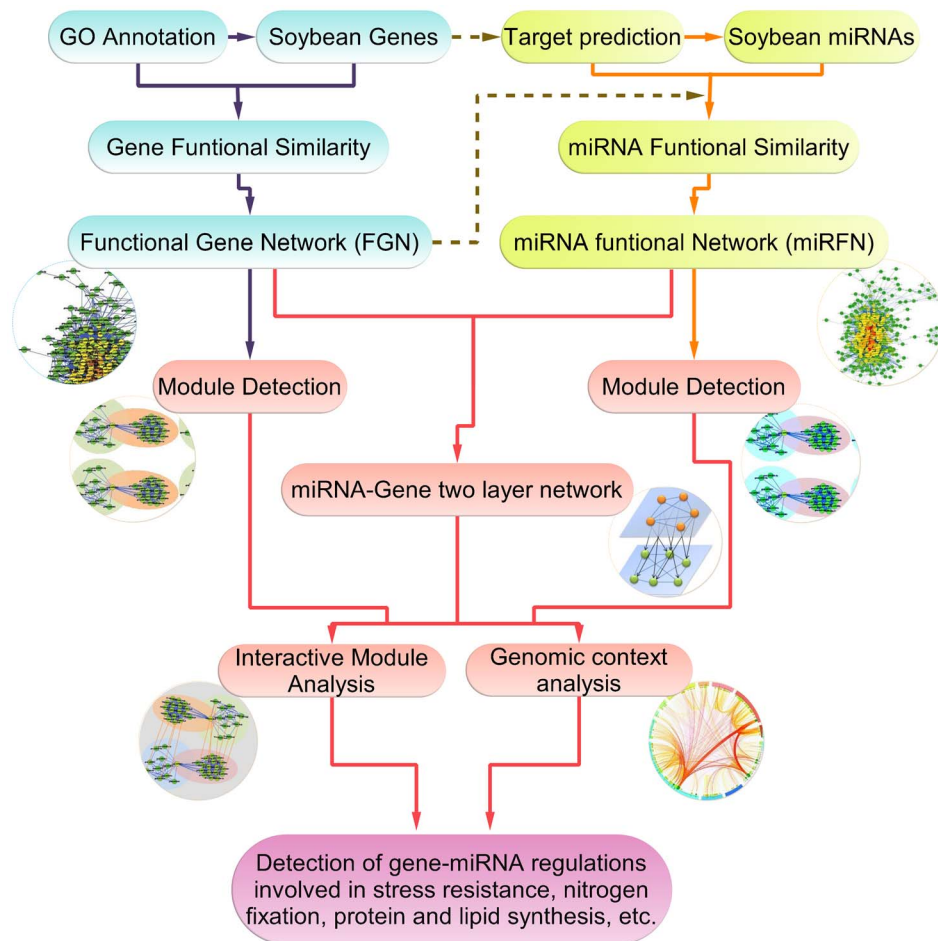 GO Annotation
Soybean Genes
Target prediction
Soybean miRNAs
Gene Funtional Similarity
miRNA Funtional Similarity
Functional Gene Network (FGN)
miRNA funtional Network (miRFN)
Module Detection
Module Detection
miRNA-Gene two layer network
Interactive Module
Analysis
Genomic context
analysis
Detection of gene-miRNA regulations
involved in stress resistance, nitrogen
fixation, protein and lipid synthesis, etc.